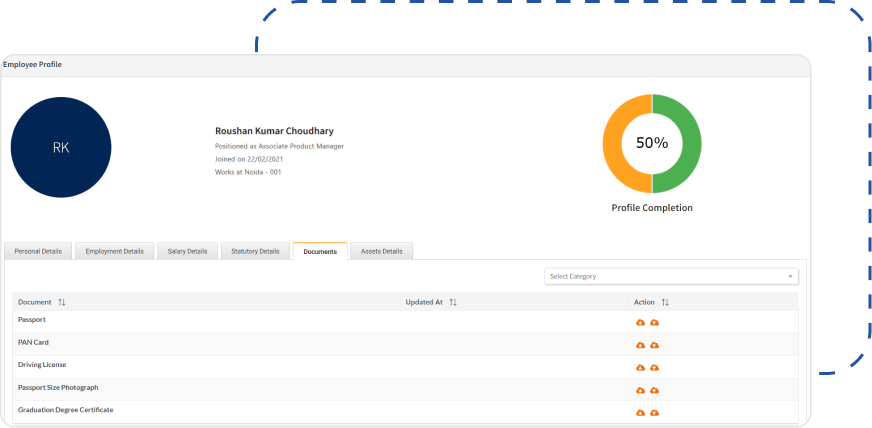 Employee Profile
RK
Roushan Kumar Choudhary
Positioned as Associate Product Manager
Joined on 22/02/2021
Works at Noida - 001
50%
Profile Completion
Personal Details Employment Details Salary Details Statutory Details Documents Assets Details
Select Category
Document Updated At Action
Passport
PAN Card
Driving License
Passport Size Photograph
Graduation Degree Certificate